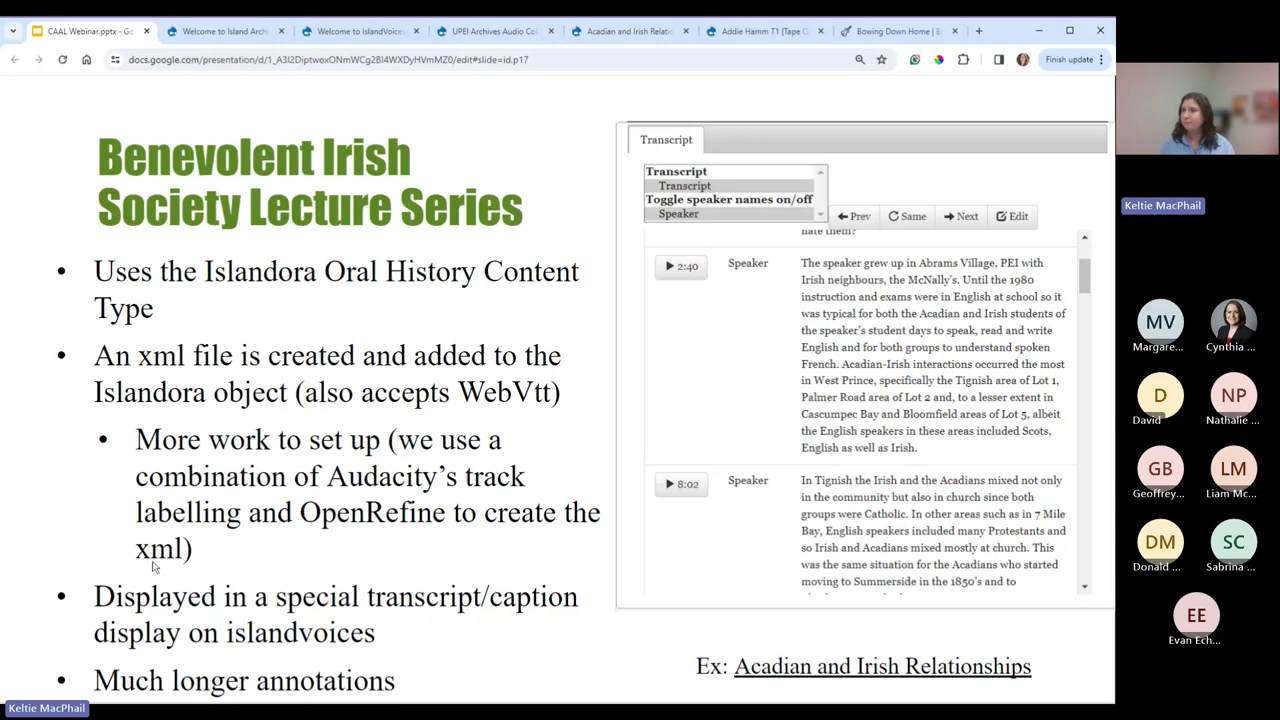 CAAL Webinar.pptx - Go
Welcome to Island Arch
Welcome to IslandVoice
UPEI Archives Audio Col
Acadian and Irish Relatio
Addie Hamm T1 [Tape C
Bowing Down Home | B
docs.google.com/presentation/d/1_A3I2DiptwoxONmWCg2BI4WXDyHVmMZ0/edit#slide=id.p17
Finish update
Benevolent Irish
Society Lecture Series
• Uses the Islandora Oral History Content
Type
• An xml file is created and added to the
Islandora object (also accepts WebVtt)
• More work to set up (we use a
combination of Audacity's track
labelling and OpenRefine to create the
xml)
• Displayed in a special transcript/caption
display on islandvoices
• Much longer annotations
Transcript
Transcript
Transcript
Toggle speaker names on/off
Speaker
Prev
Same
Next
Edit
hate them?
2:40
Speaker
The speaker grew up in Abrams Village, PEI with
Irish neighbours, the McNally's. Until the 1980
instruction and exams were in English at school so it
was typical for both the Acadian and Irish students of
the speaker's student days to speak, read and write
English and for both groups to understand spoken
French. Acadian-Irish interactions occurred the most
in West Prince, specifically the Tignish area of Lot 1,
Palmer Road area of Lot 2 and, to a lesser extent in
Cascumpec Bay and Bloomfield areas of Lot 5, albeit
the English speakers in these areas included Scots,
English as well as Irish.
8:02
Speaker
In Tignish the Irish and the Acadians mixed not only
in the community but also in church since both
groups were Catholic. In other areas such as in 7 Mile
Bay, English speakers included many Protestants and
so Irish and Acadians mixed mostly at church. This
was the same situation for the Acadians who started
moving to Summerside in the 1850's and to
Ex: Acadian and Irish Relationships
Keltie MacPhail
Keltie MacPhail
MV
Margare...
Cynthia ...
D
David
NP
Nathalie ...
GB
Geoffrey...
LM
Liam Mc...
DM
Donald ...
SC
Sabrina ...
EE
Evan Ech...